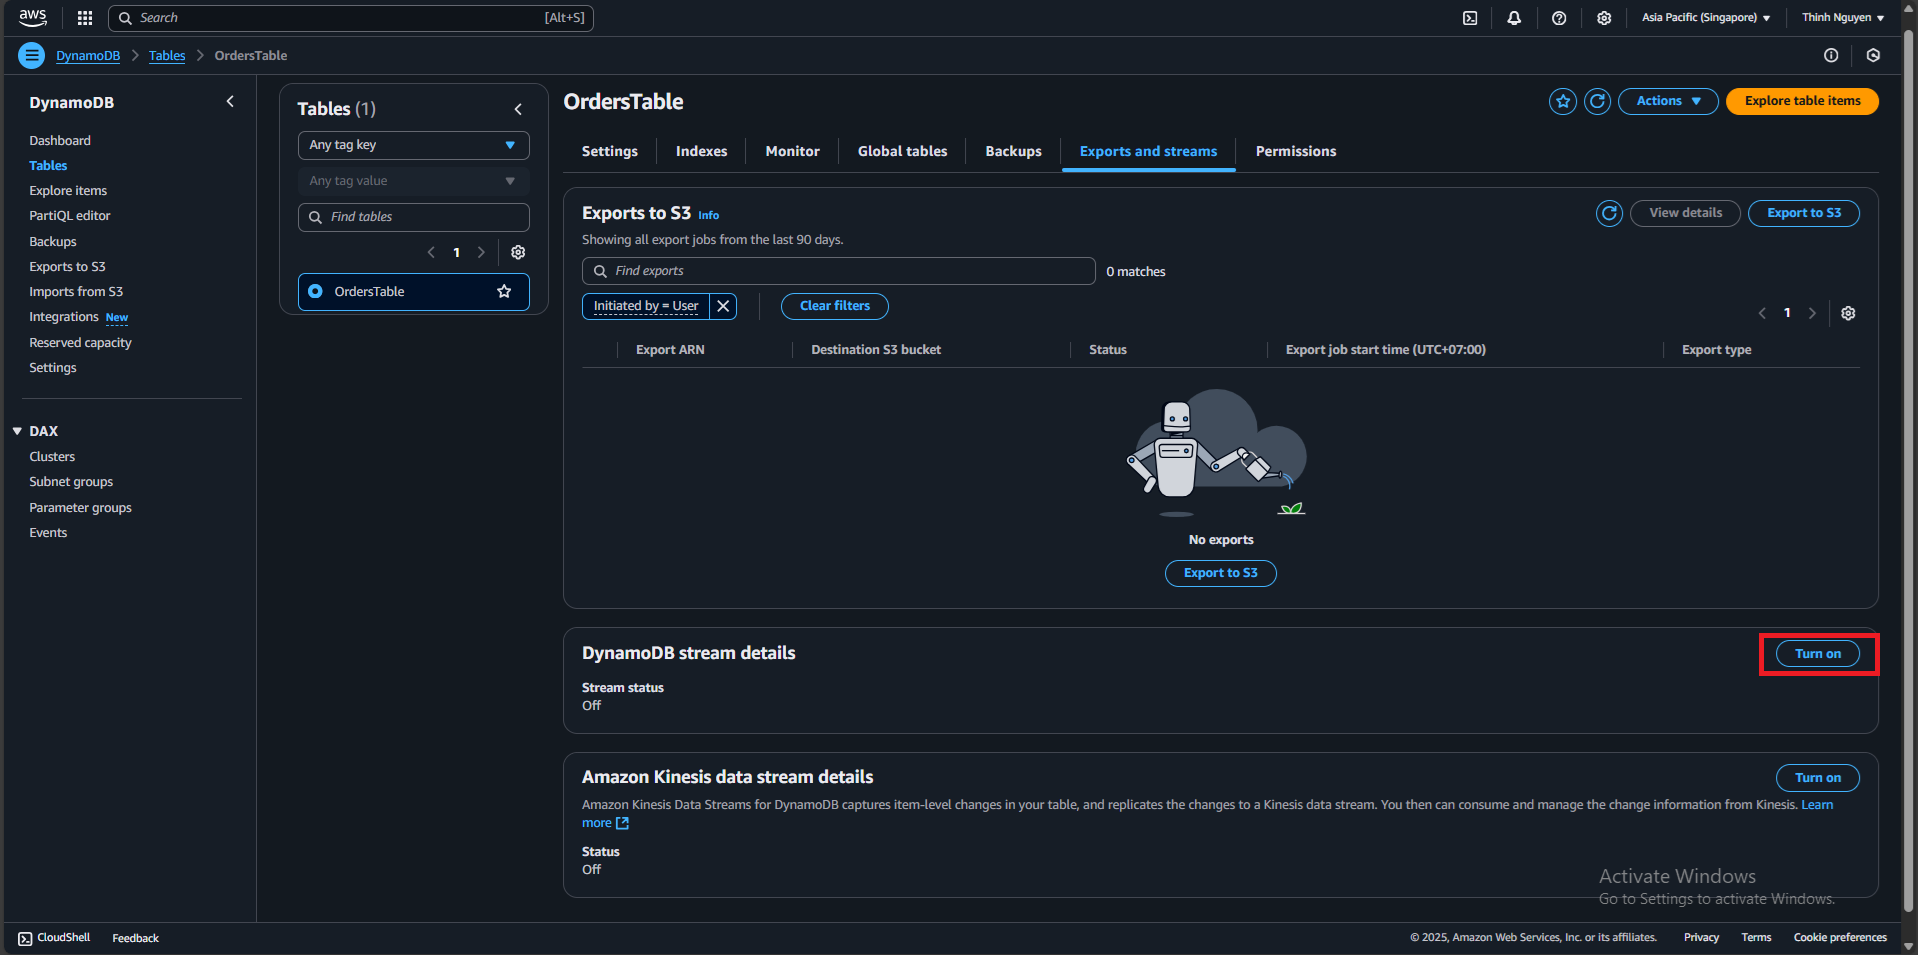 aws
Search [Alt+S]
Asia Pacific (Singapore)
Thinh Nguyen
DynamoDB
Tables
OrdersTable
DynamoDB
Dashboard
Tables
Explore items
PartiQL editor
Backups
Exports to S3
Imports from S3
Integrations New
Reserved capacity
Settings
DAX
Clusters
Subnet groups
Parameter groups
Events
Tables (1)
Any tag key
Any tag value
Find tables
1
OrdersTable
OrdersTable
Actions
Explore table items
Settings
Indexes
Monitor
Global tables
Backups
Exports and streams
Permissions
Exports to S3 Info
View details
Export to S3
Showing all export jobs from the last 90 days.
Find exports
0 matches
Initiated by = User
Clear filters
1
Export ARN
Destination S3 bucket
Status
Export job start time (UTC+07:00)
Export type
No exports
Export to S3
DynamoDB stream details
Turn on
Stream status
Off
Amazon Kinesis data stream details
Turn on
Amazon Kinesis Data Streams for DynamoDB captures item-level changes in your table, and replicates the changes to a Kinesis data stream. You then can consume and manage the change information from Kinesis. Learn
more
Status
Off
Activate Windows
Go to Settings to activate Windows.
CloudShell
Feedback
© 2025, Amazon Web Services, Inc. or its affiliates.
Privacy
Terms
Cookie preferences